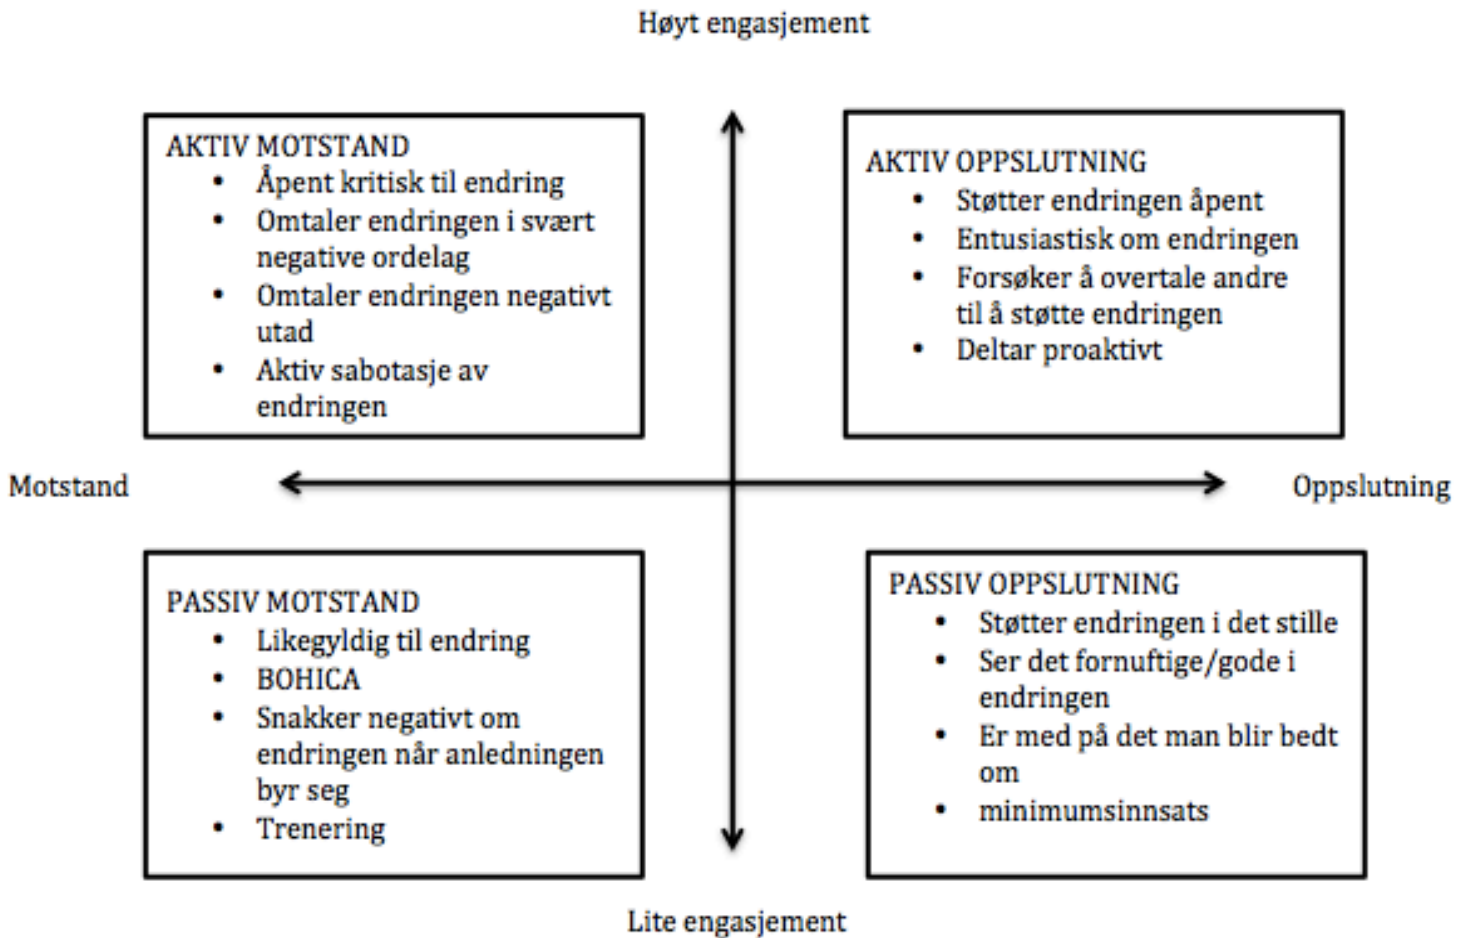 Høyt engasjement
AKTIV MOTSTAND
• Åpent kritisk til endring
• Omtaler endringen i svært
negative ordelag
• Omtaler endringen negativt
utad
• Aktiv sabotasje av
endringen
AKTIV OPPSLUTNING
• Støtter endringen åpent
• Entusiastisk om endringen
• Forsøker å overtale andre
til å støtte endringen
• Deltar proaktivt
Motstand
Oppslutning
PASSIV MOTSTAND
• Likegyldig til endring
• BOHICA
• Snakker negativt om
endringen når anledningen
byr seg
• Trenering
PASSIV OPPSLUTNING
• Støtter endringen i det stille
• Ser det fornuftige/gode i
endringen
• Er med på det man blir bedt
om
• minimumsinnsats
Lite engasjement